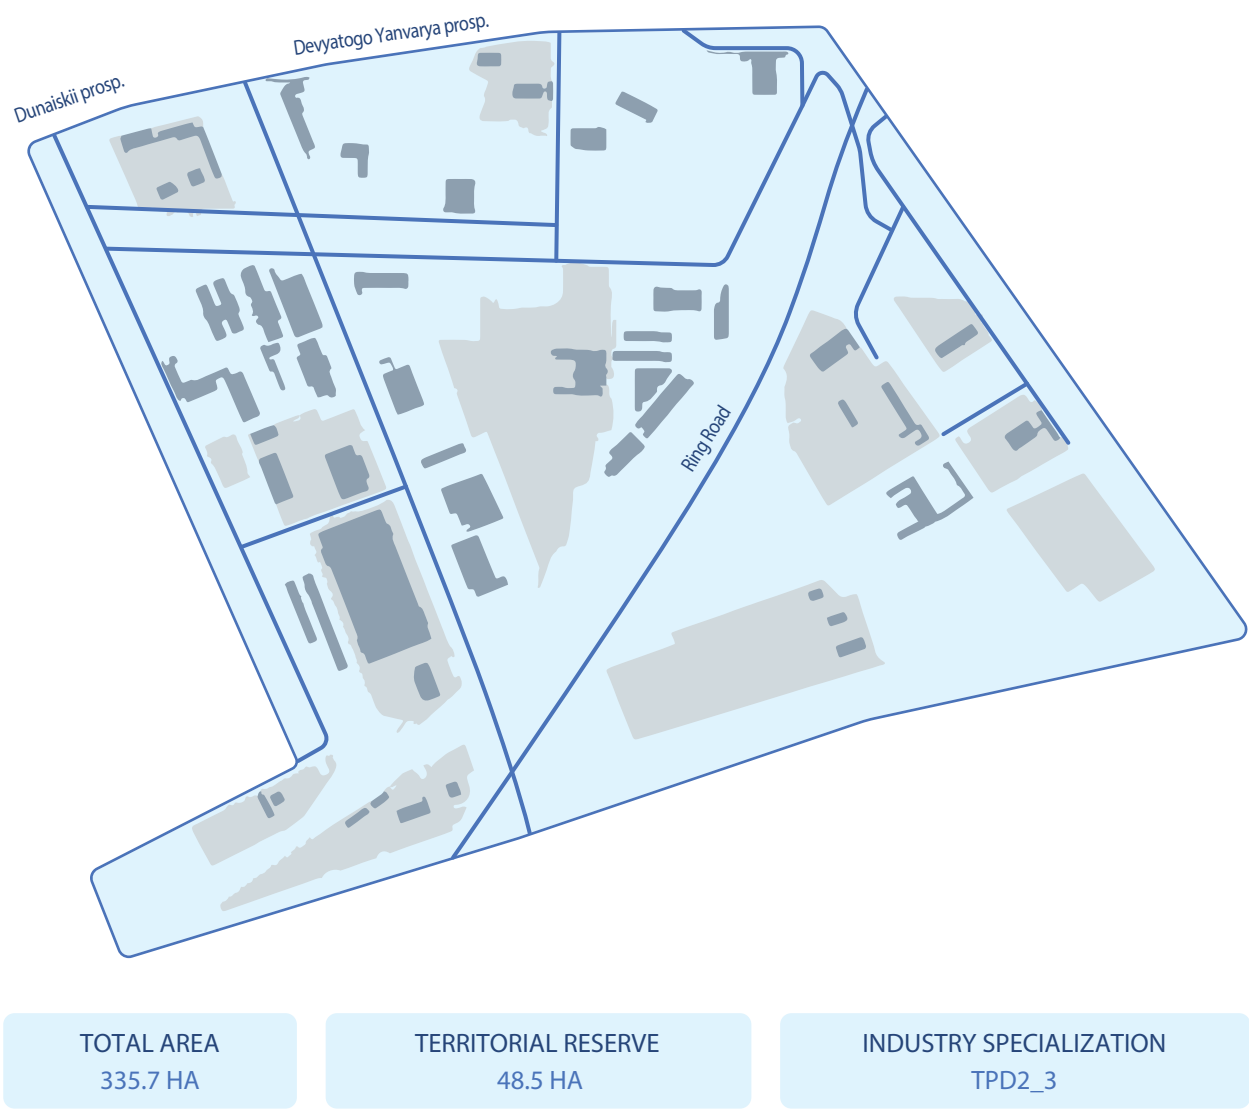 Devyatogo Yanvarya prosp.
Dunaiskii prosp.
Ring Road
TOTAL AREA
335.7 HA
TERRITORIAL RESERVE
48.5 HA
INDUSTRY SPECIALIZATION
TPD2_3